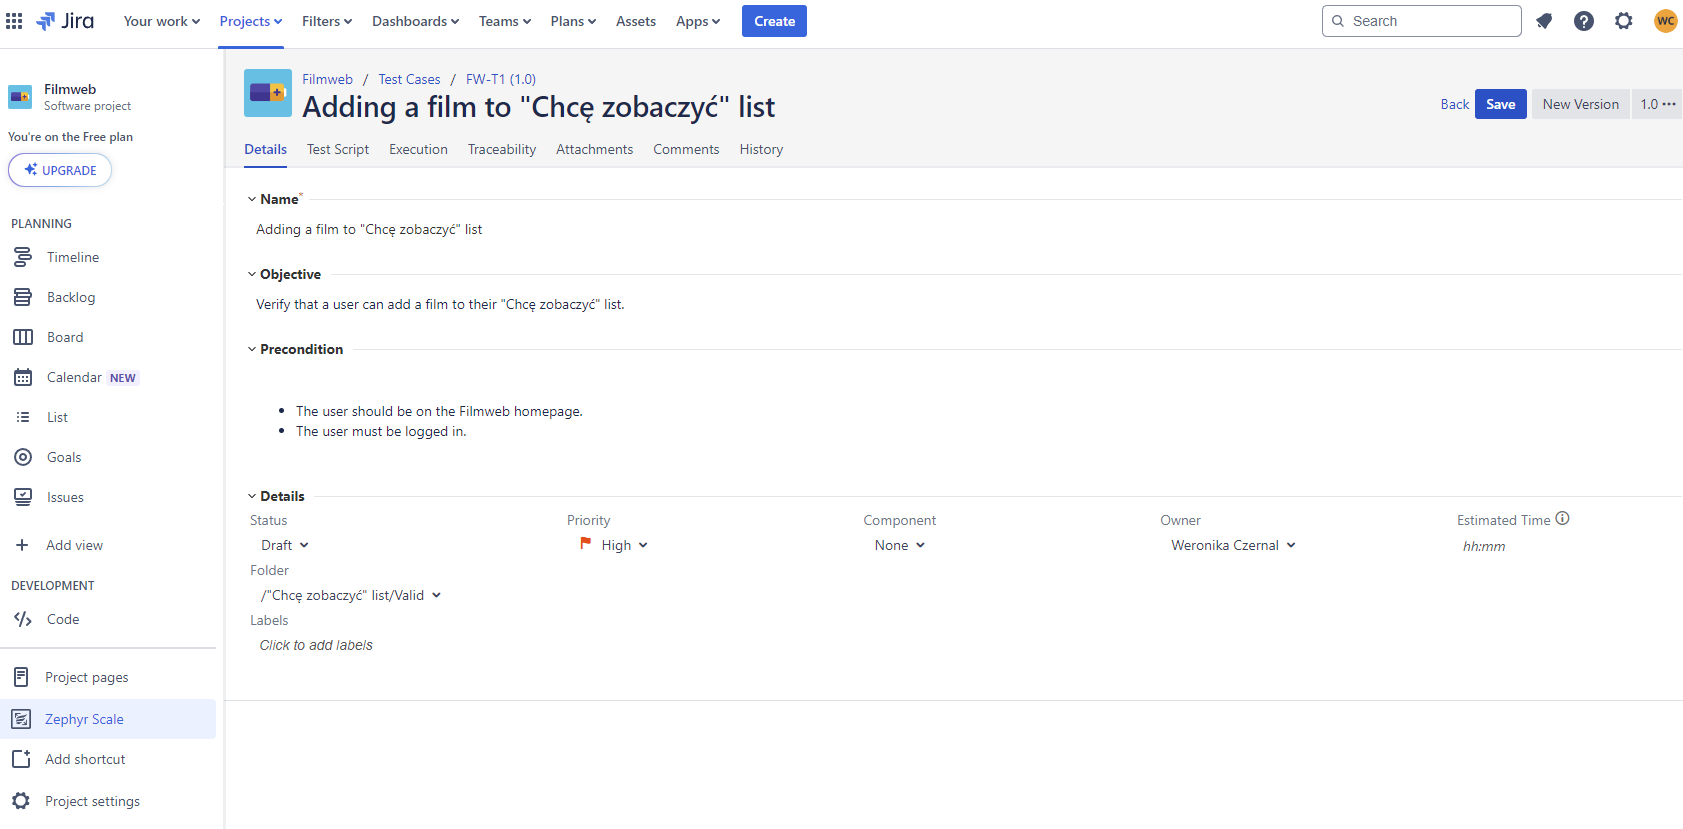 Jira Your work Projects Filters Dashboards Teams Plans Assets Apps Create Search WC
Filmweb
Software project
You're on the Free plan
UPGRADE
PLANNING
Timeline
Backlog
Board
Calendar NEW
List
Goals
Issues
Add view
DEVELOPMENT
Code
Project pages
Zephyr Scale
Add shortcut
Project settings
Filmweb / Test Cases / FW-T1 (1.0)
Adding a film to "Chcę zobaczyć" list
Back Save New Version 1.0 •••
Details Test Script Execution Traceability Attachments Comments History
Name*
Adding a film to "Chcę zobaczyć" list
Objective
Verify that a user can add a film to their "Chcę zobaczyć" list.
Precondition
• The user should be on the Filmweb homepage.
• The user must be logged in.
Details
Status Priority Component Owner Estimated Time
Draft High None Weronika Czernal hh:mm
Folder
/"Chcę zobaczyć" list/Valid
Labels
Click to add labels